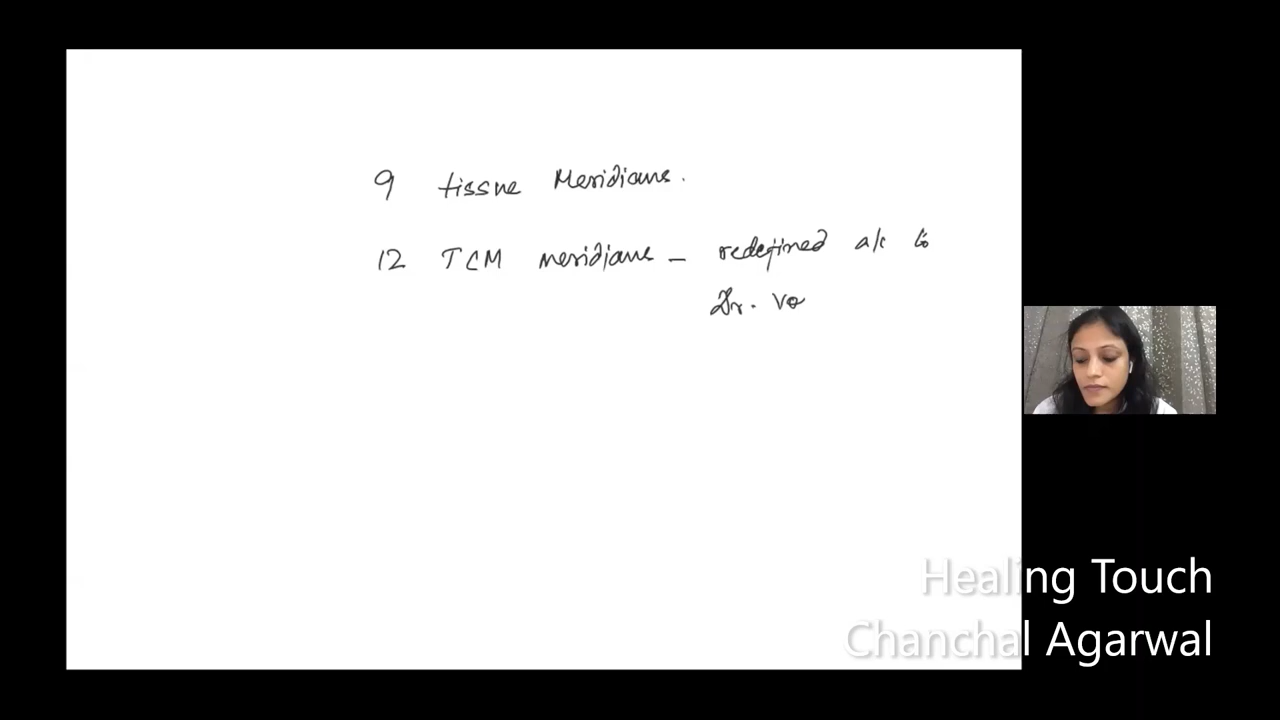 9 tissue Meridians.
12 TCM meridians - redefined a/c to
Dr. Vo
Healing Touch
Chanchal Agarwal